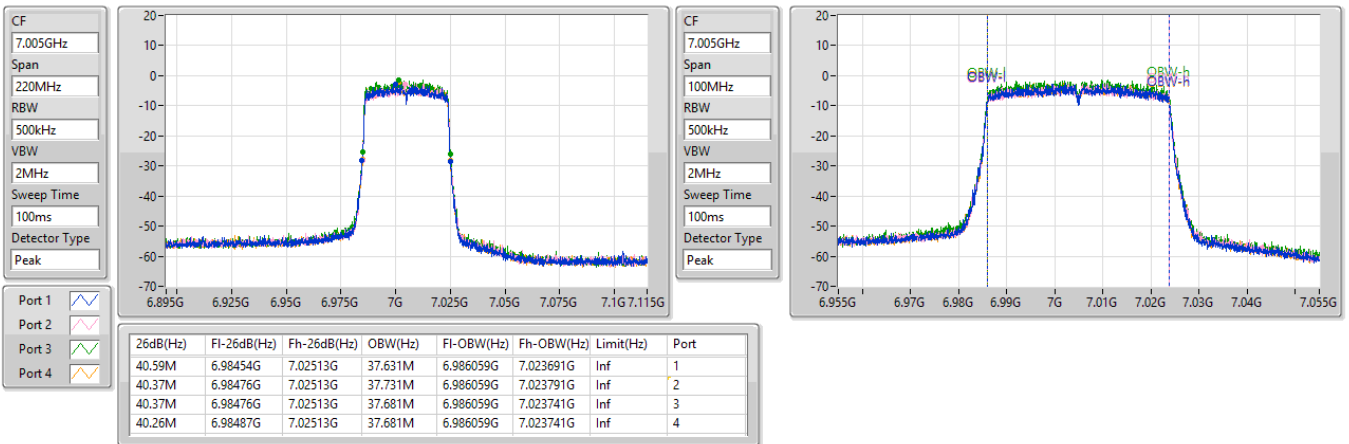 CF
7.005GHz
Span
220MHz
RBW
500kHz
VBW
2MHz
Sweep Time
100ms
Detector Type
Peak
20
10
0
-10
-20
-30
-40
-50
-60
-70
6.895G 6.925G 6.95G 6.975G 7G 7.025G 7.05G 7.075G 7.1G 7.115G
CF
7.005GHz
Span
100MHz
RBW
500kHz
VBW
2MHz
Sweep Time
100ms
Detector Type
Peak
20
10
0
-10
-20
-30
-40
-50
-60
-70
OBW-l
OBW-h
OBW-h
6.955G 6.97G 6.98G 6.99G 7G 7.01G 7.02G 7.03G 7.04G 7.055G
Port 1
Port 2
Port 3
Port 4
26dB(Hz) Fl-26dB(Hz) Fh-26dB(Hz) OBW(Hz) Fl-OBW(Hz) Fh-OBW(Hz) Limit(Hz) Port
40.59M 6.98454G 7.02513G 37.631M 6.986059G 7.023691G Inf 1
40.37M 6.98476G 7.02513G 37.731M 6.986059G 7.023791G Inf 2
40.37M 6.98476G 7.02513G 37.681M 6.986059G 7.023741G Inf 3
40.26M 6.98487G 7.02513G 37.681M 6.986059G 7.023741G Inf 4